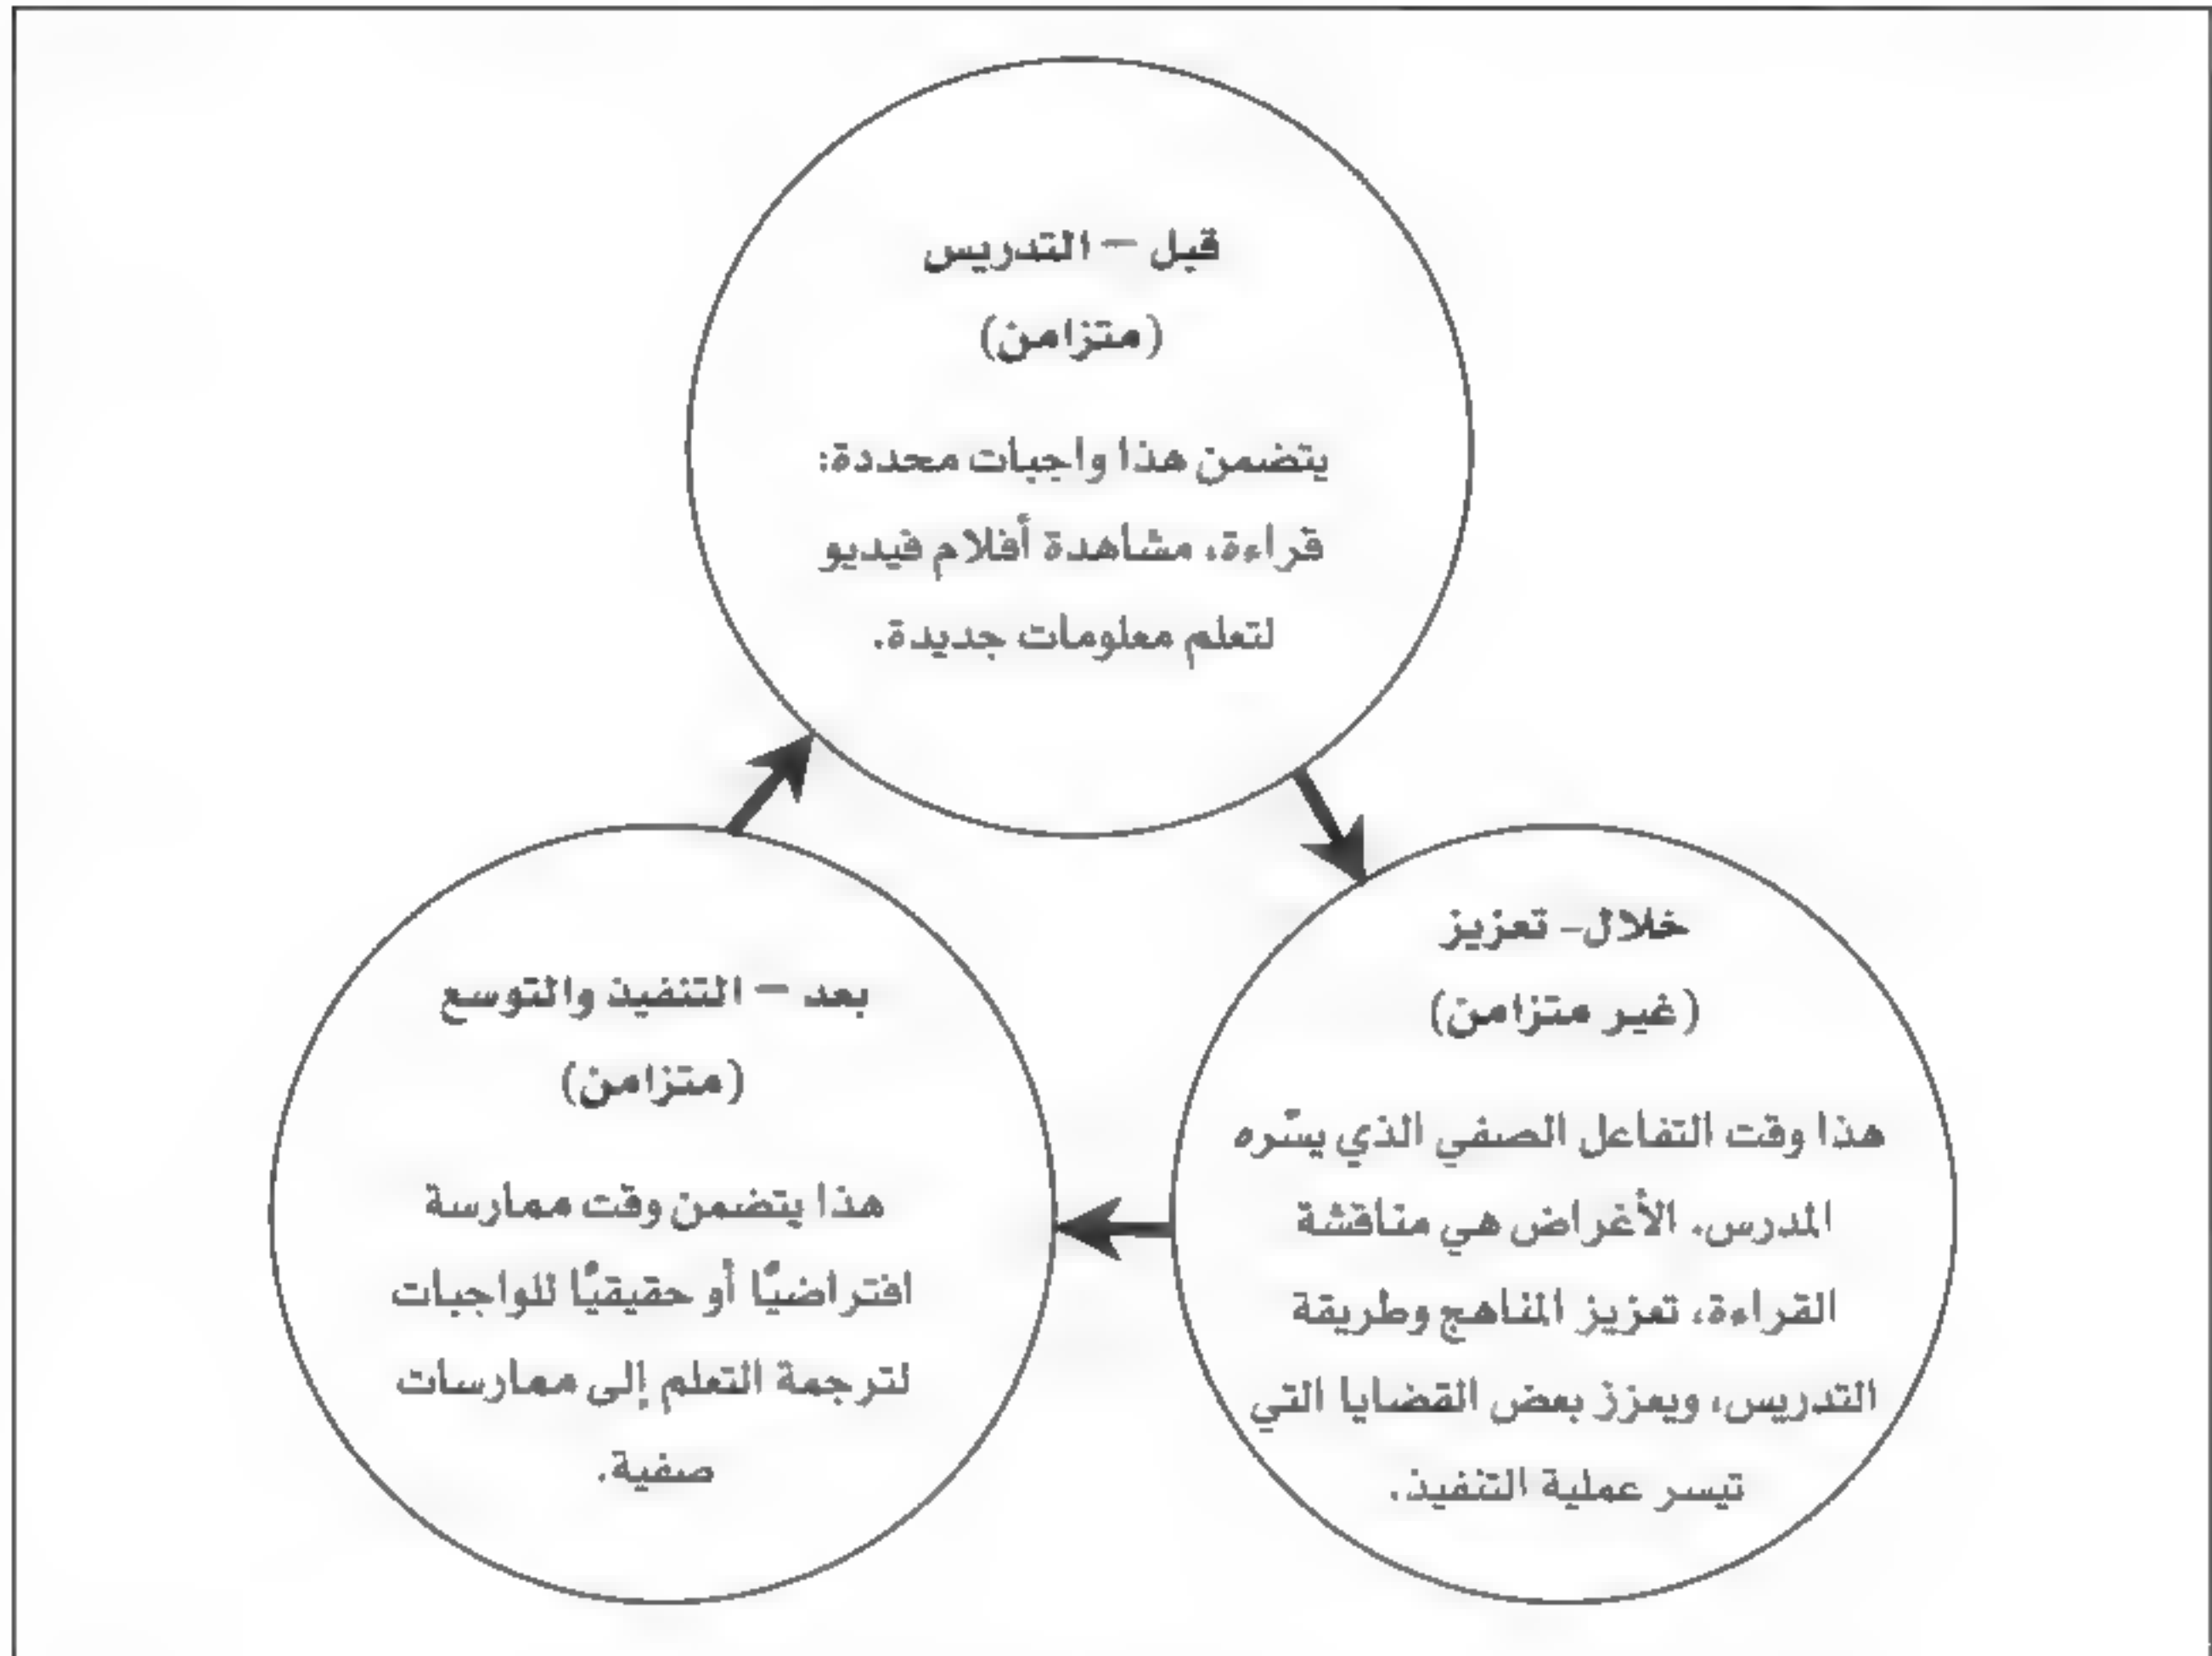 قبل – التدريس
(متزامن)
يتضمن هذا واجبات محددة:
قراءة، مشاهدة أفلام فيديو
لتعلم معلومات جديدة.
خلال– تعزيز
(غير متزامن)
هذا وقت التفاعل الصفي الذي يسّره
المدرس. الأغراض هي مناقشة
القراءة، تعزيز المناهج وطريقة
التدريس، ويعزز بعض القضايا التي
تيسر عملية التنفيذ.
بعد – التنفيذ والتوسع
(متزامن)
هذا يتضمن وقت ممارسة
افتراضيًا أو حقيقيًا للواجبات
لترجمة التعلم إلى ممارسات
صفية.